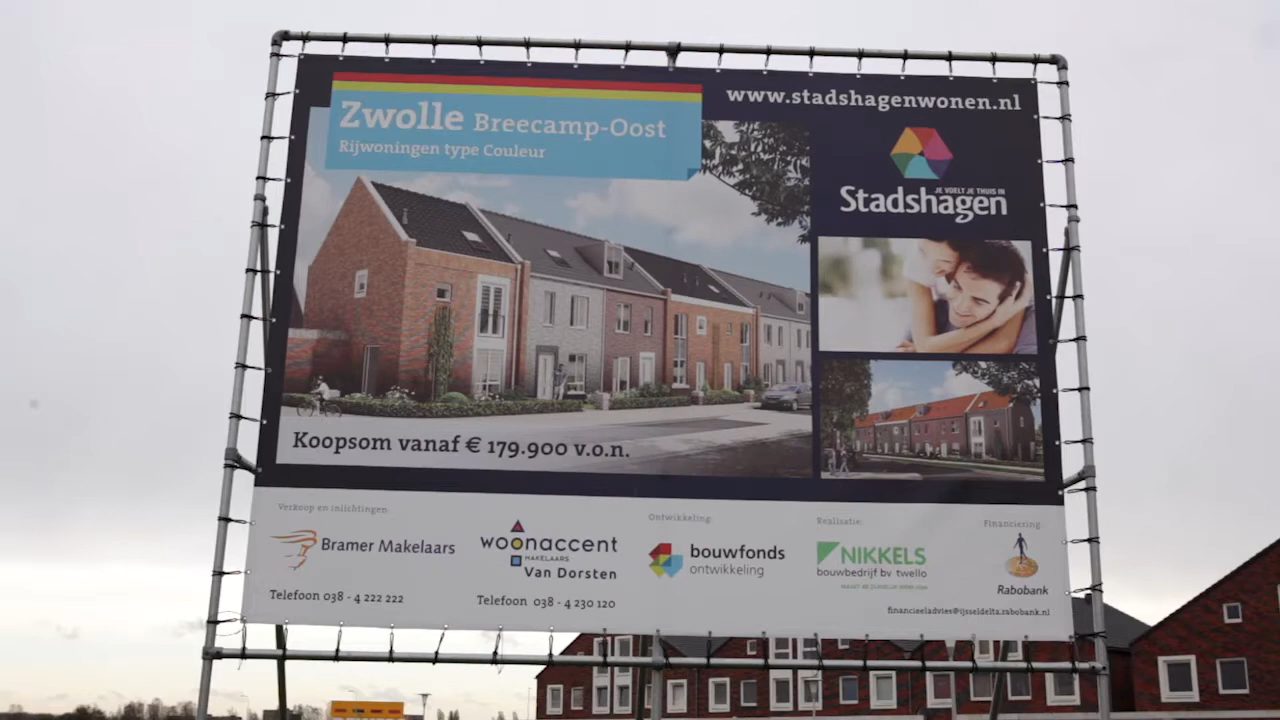 www.stadshagenwonen.nl
Zwolle Breecamp-Oost
Rijwoningen type Couleur
JE VOELT JE THUIS IN
Stadshagen
Koopsom vanaf € 179.900 v.o.n.
Verkoop en inlichtingen:
Bramer Makelaars
Telefoon 038 - 4 222 222
woonaccent
MAKELAARS
Van Dorsten
Telefoon 038 - 4 230 120
Ontwikkeling:
bouwfonds
ontwikkeling
Realisatie:
NIKKELS
bouwbedrijf bv twello
Financiering:
Rabobank
financieeladvies@ijsseldelta.rabobank.nl